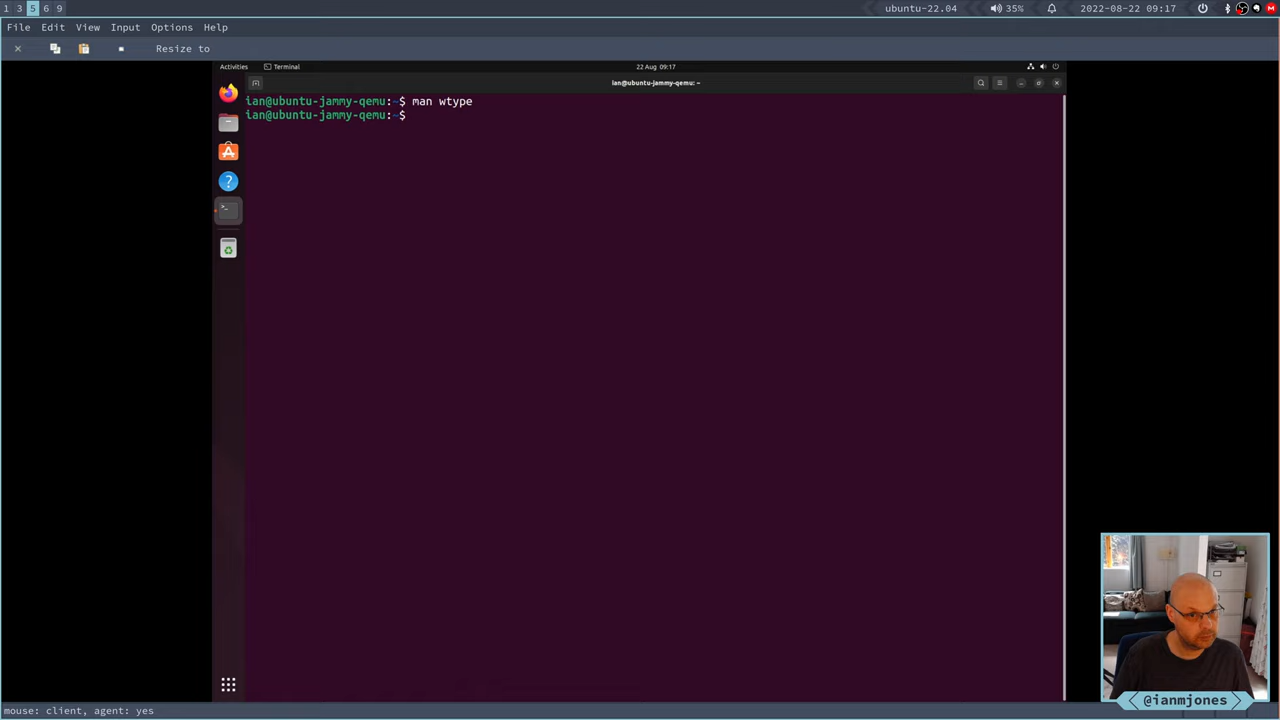 1 3 5 6 9
ubuntu-22.04
35%
2022-08-22 09:17
File Edit View Input Options Help
Resize to
Activities
Terminal
22 Aug 09:17
ian@ubuntu-jammy-qemu: ~
ian@ubuntu-jammy-qemu:~$ man wtype
ian@ubuntu-jammy-qemu:~$
@ianmjones
mouse: client, agent: yes